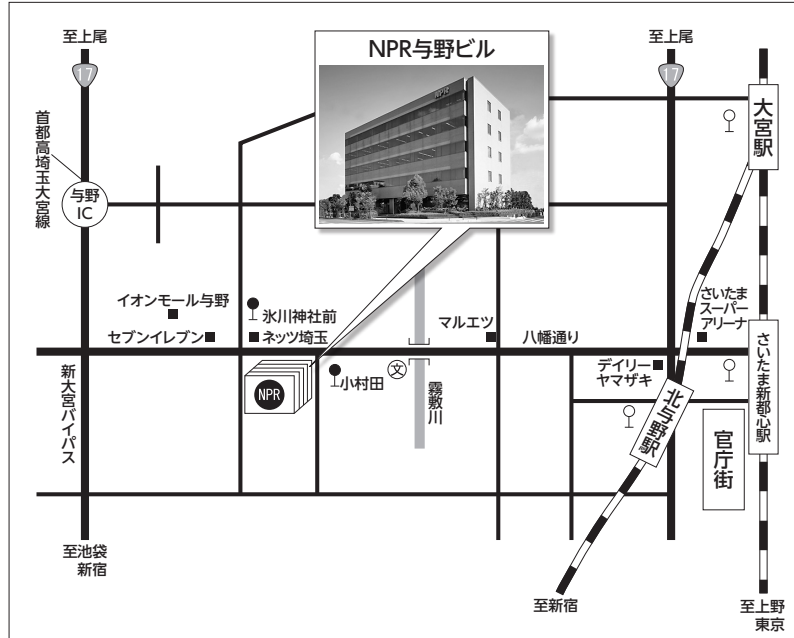 至上尾
17
首都高埼玉大宮線
与野
IC
NPR与野ビル
NPR
至上尾
17
大宮駅
イオンモール与野
セブンイレブン
氷川神社前
ネッツ埼玉
マルエツ
八幡通り
さいたま
スーパー
アリーナ
新大宮バイパス
NPR
小村田
文
霧敷川
デイリー
ヤマザキ
北与野駅
官庁街
さいたま新都心駅
至池袋
新宿
至新宿
至上野
東京